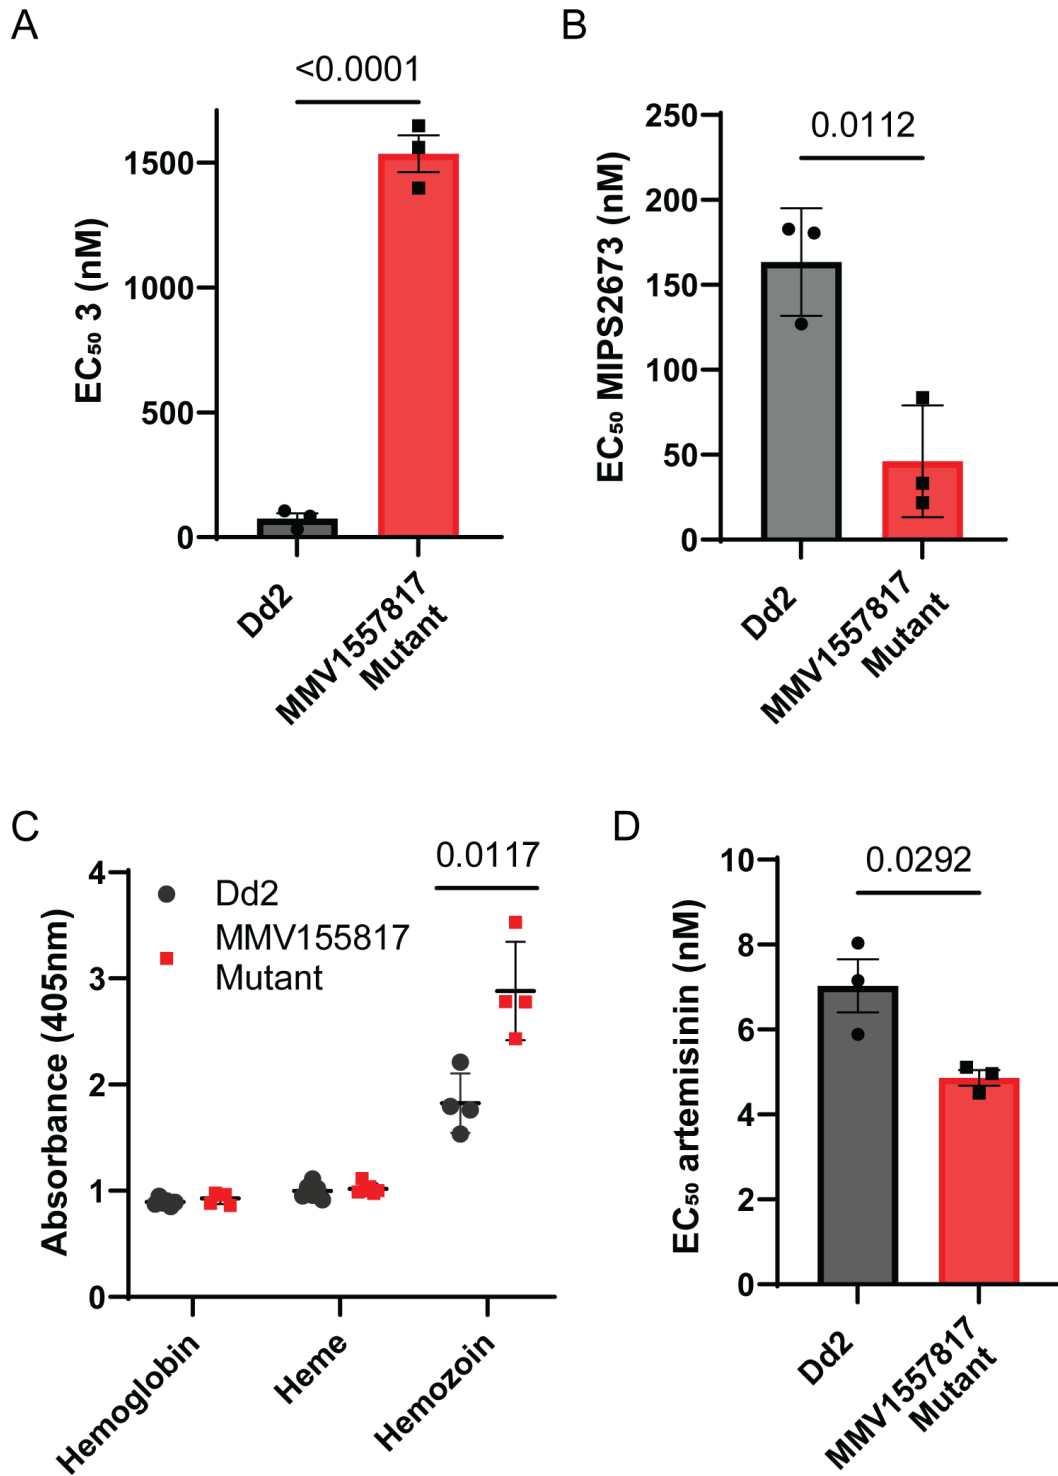 A
<0.0001
1500
1000
500
0
EC₅₀ 3 (nM)
Dd2
MMV1557817
Mutant
B
0.0112
250
200
150
100
50
0
EC₅₀ MIPS2673 (nM)
Dd2
MMV1557817
Mutant
C
0.0117
Dd2
MMV155817
Mutant
4
3
2
1
0
Absorbance (405nm)
Hemoglobin
Heme
Hemozoin
D
0.0292
10
8
6
4
2
0
EC₅₀ artemisinin (nM)
Dd2
MMV1557817
Mutant